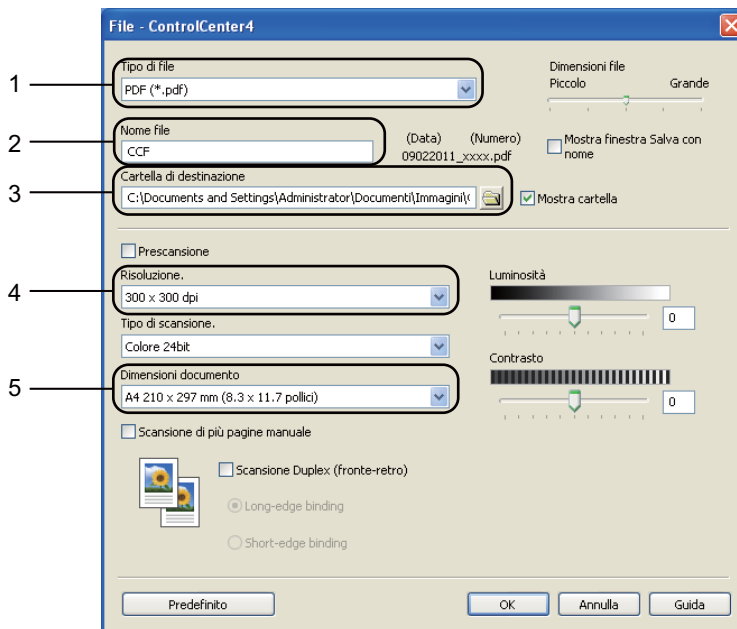 File - ControlCenter4
Tipo di file
PDF (*.pdf)
Dimensioni file
Piccolo Grande
1
Nome file
CCF
(Data) (Numero)
09022011_xxxx.pdf
Mostra finestra Salva con
nome
2
Cartella di destinazione
C:\Documents and Settings\Administrator\Documenti\Immagini\
Mostra cartella
3
Prescansione
Risoluzione.
300 x 300 dpi
4
Luminosità
0
Tipo di scansione.
Colore 24bit
Contrasto
0
Dimensioni documento
A4 210 x 297 mm (8.3 x 11.7 pollici)
5
Scansione di più pagine manuale
Scansione Duplex (fronte-retro)
Long-edge binding
Short-edge binding
Predefinito OK Annulla Guida